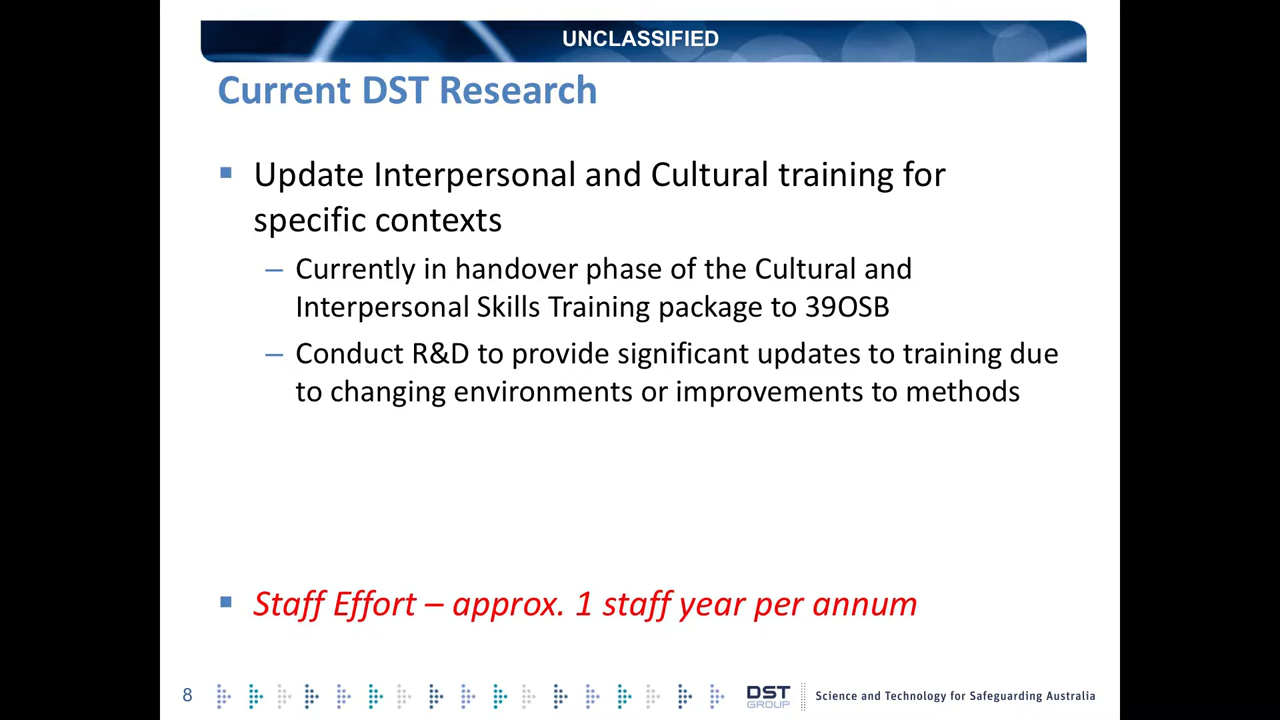 UNCLASSIFIED
Current DST Research
▪ Update Interpersonal and Cultural training for
specific contexts
– Currently in handover phase of the Cultural and
Interpersonal Skills Training package to 39OSB
– Conduct R&D to provide significant updates to training due
to changing environments or improvements to methods
▪ Staff Effort – approx. 1 staff year per annum
8
DST
GROUP
Science and Technology for Safeguarding Australia